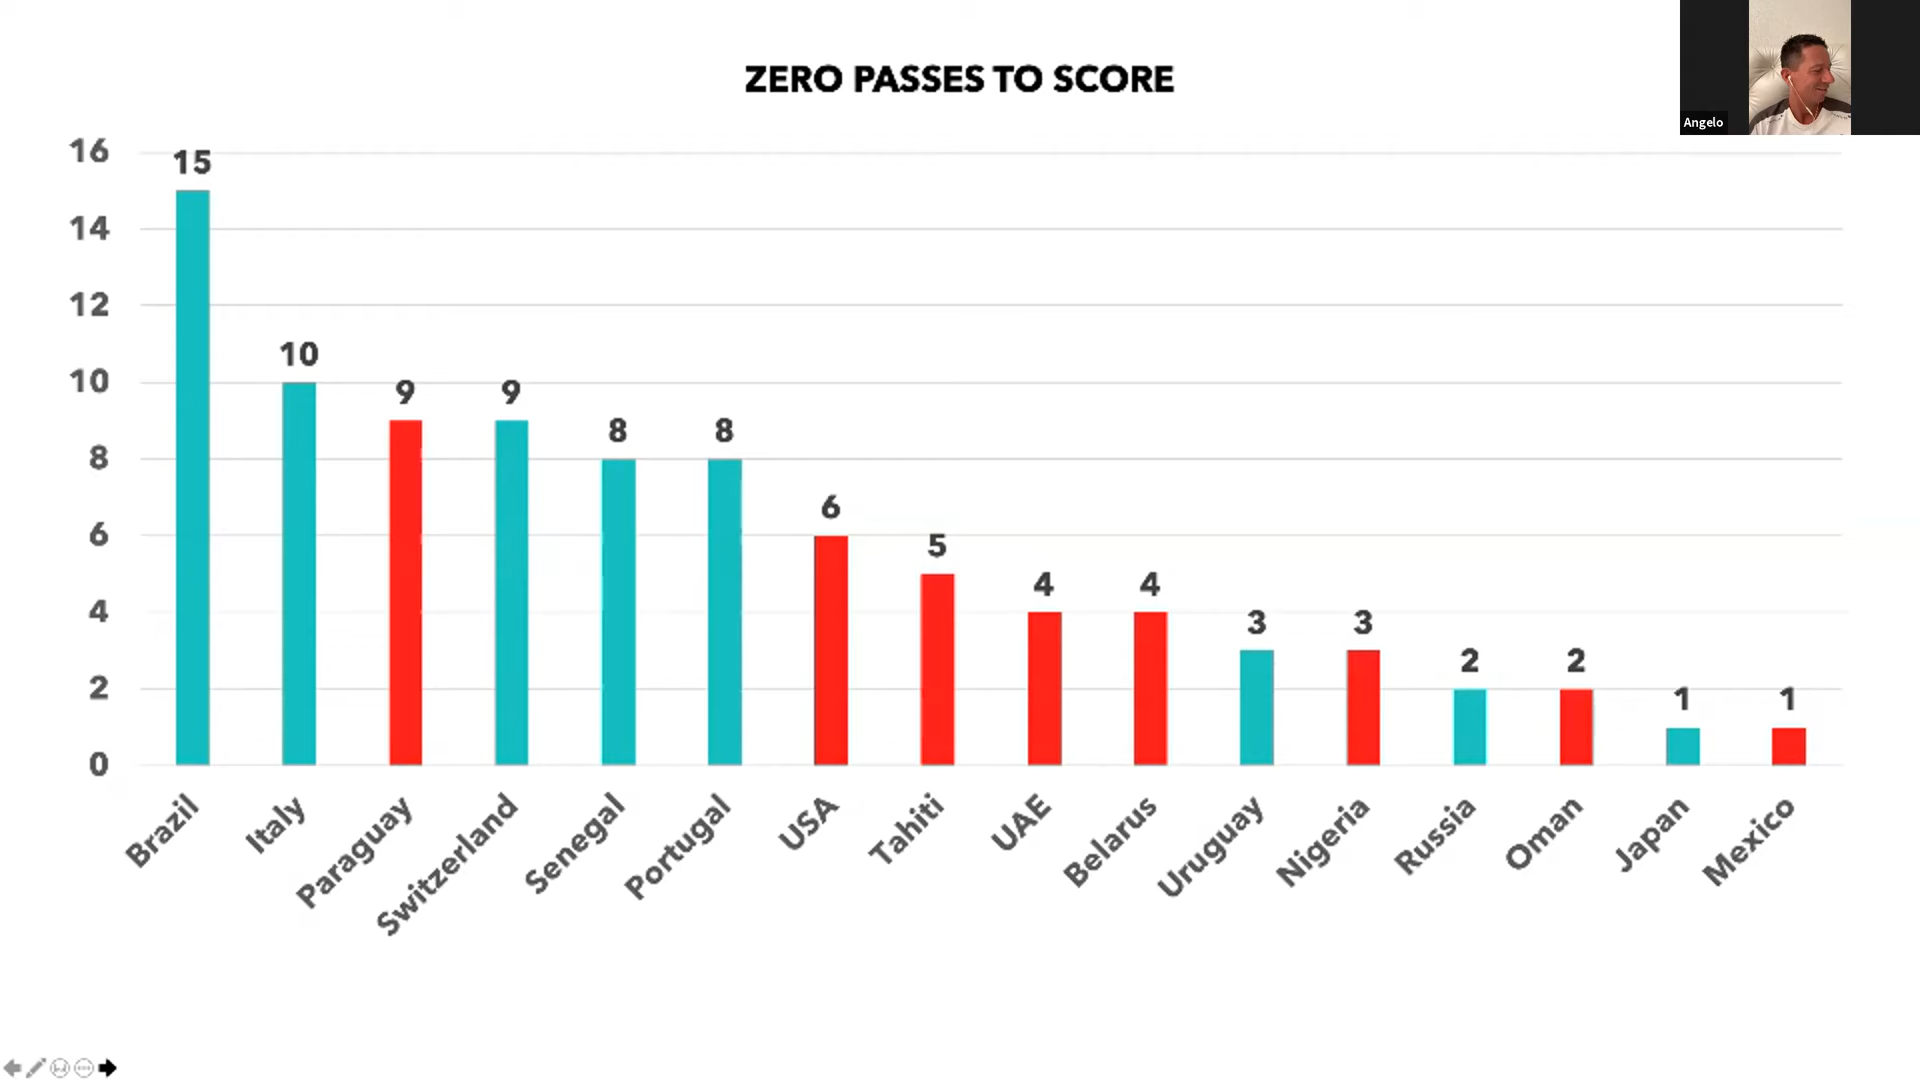 ZERO PASSES TO SCORE
Angelo
16
14
12
10
8
6
4
2
0
15
10
9
9
8
8
6
5
4
4
3
3
2
2
1
1
Brazil
Italy
Paraguay
Switzerland
Senegal
Portugal
USA
Tahiti
UAE
Belarus
Uruguay
Nigeria
Russia
Oman
Japan
Mexico